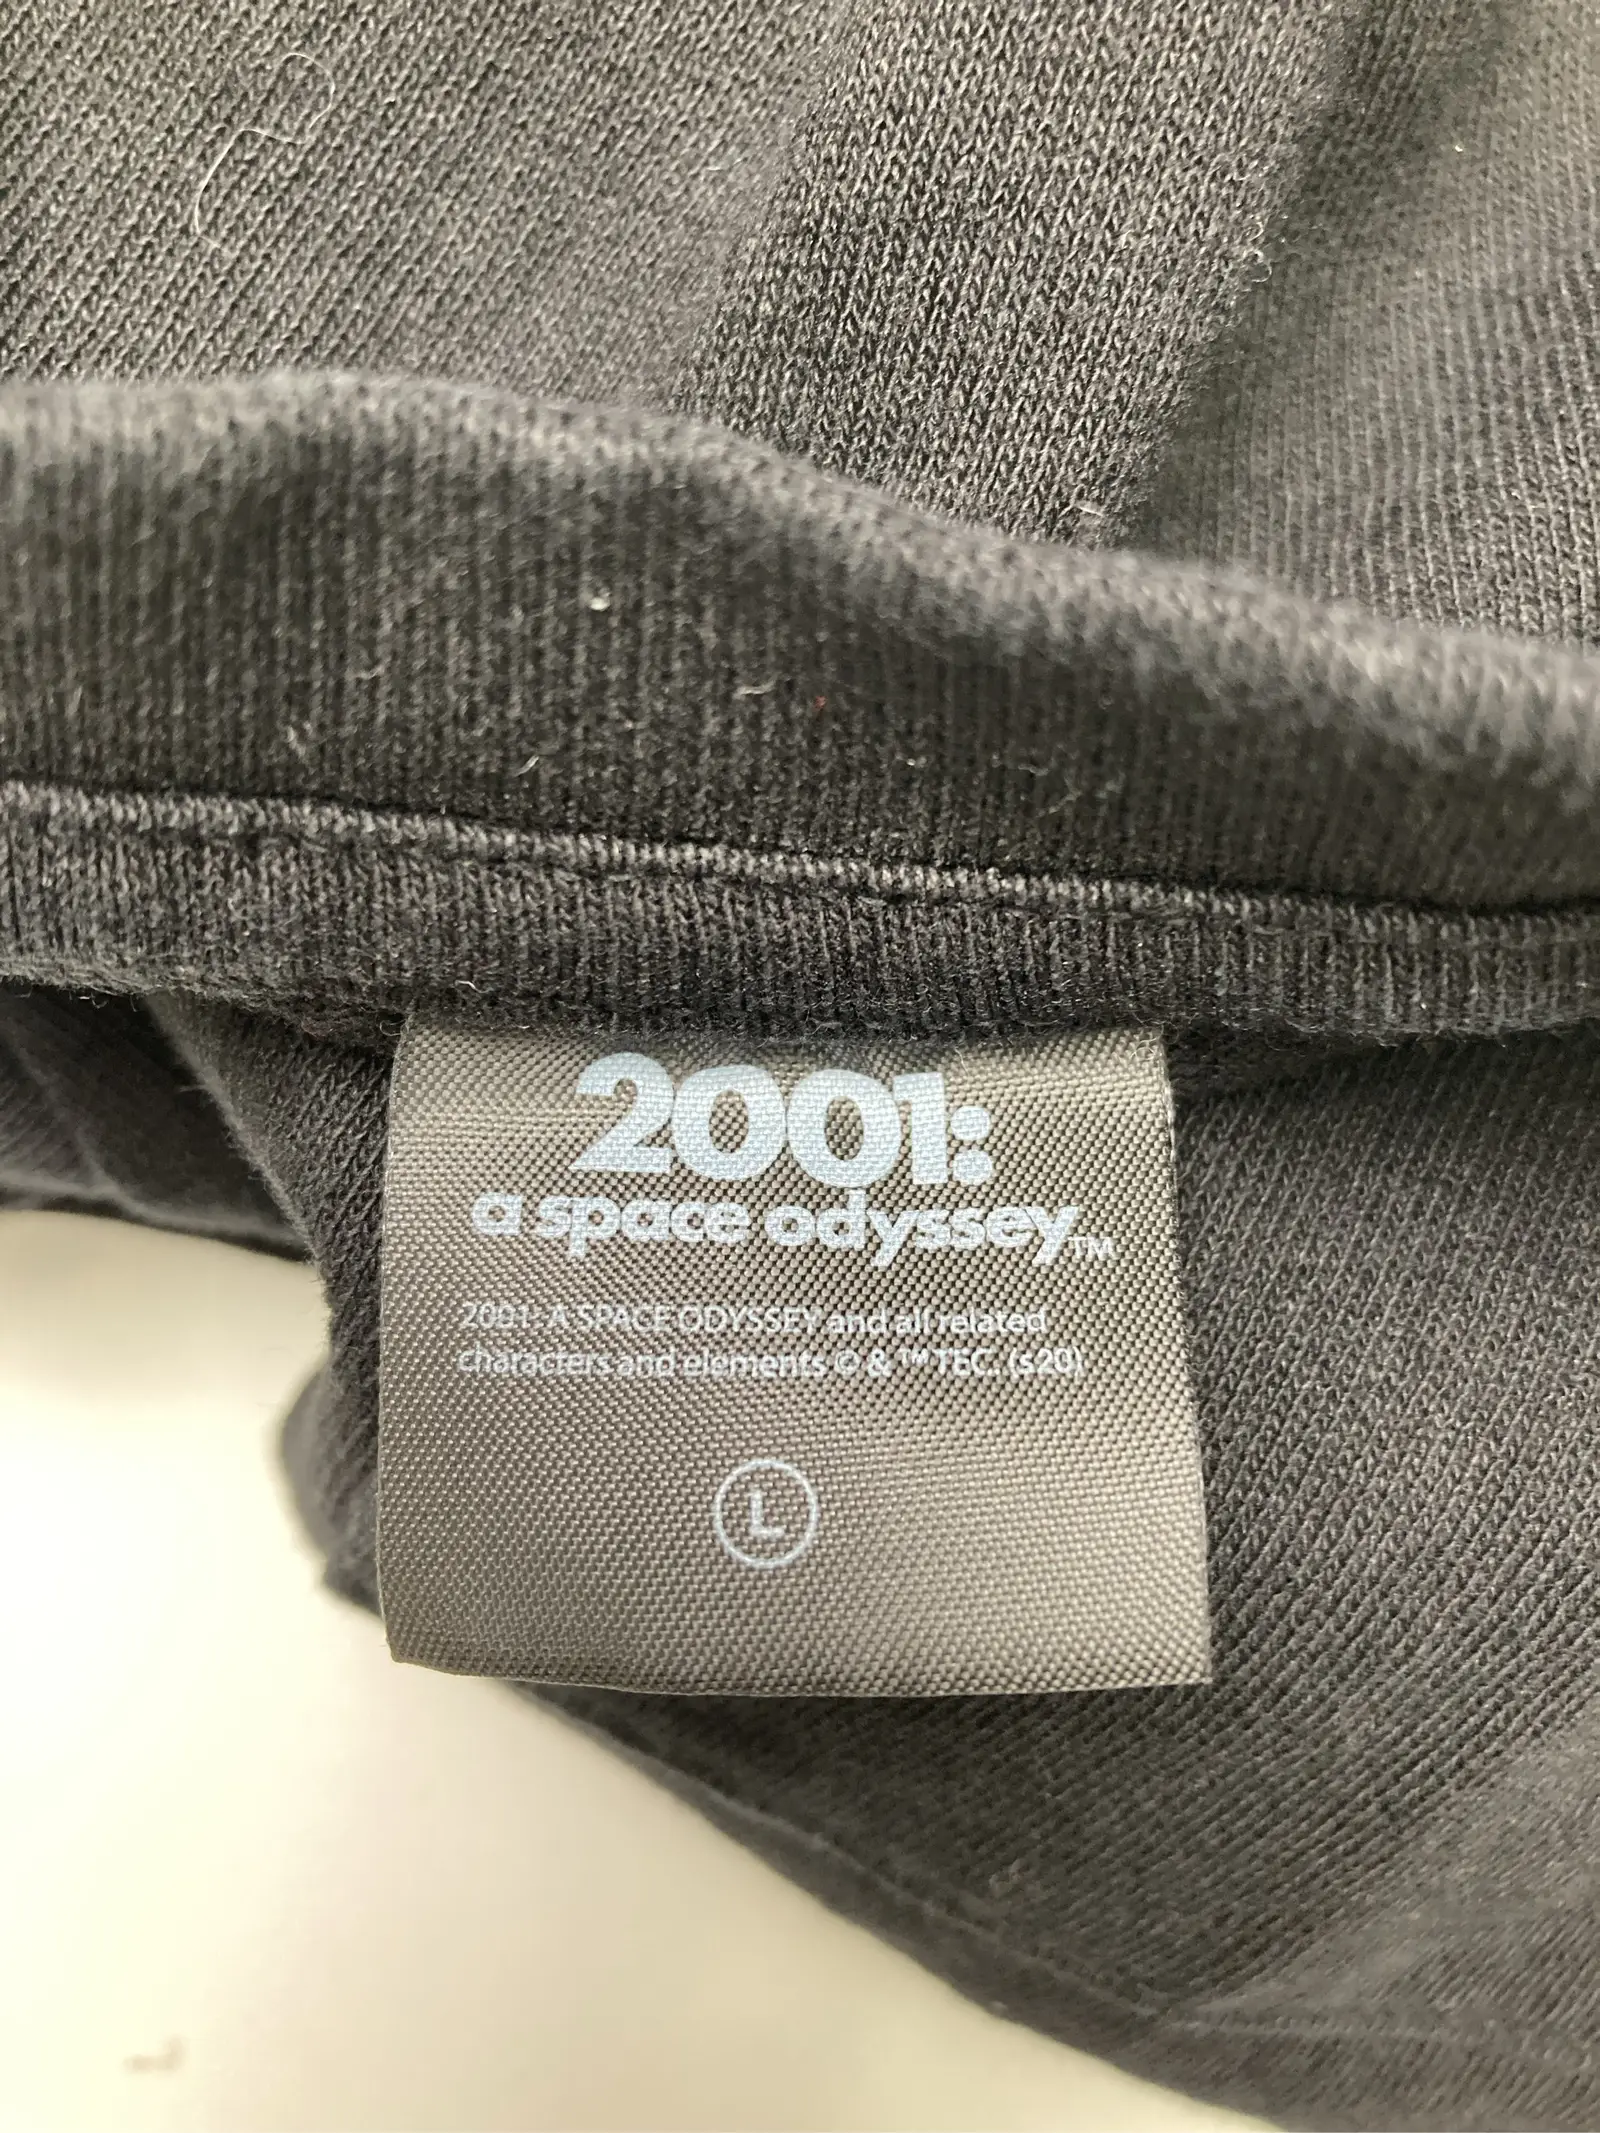 2001:
a space odyssey™
2001: A SPACE ODYSSEY and all related
characters and elements © & ™ TEC. (s20)
L